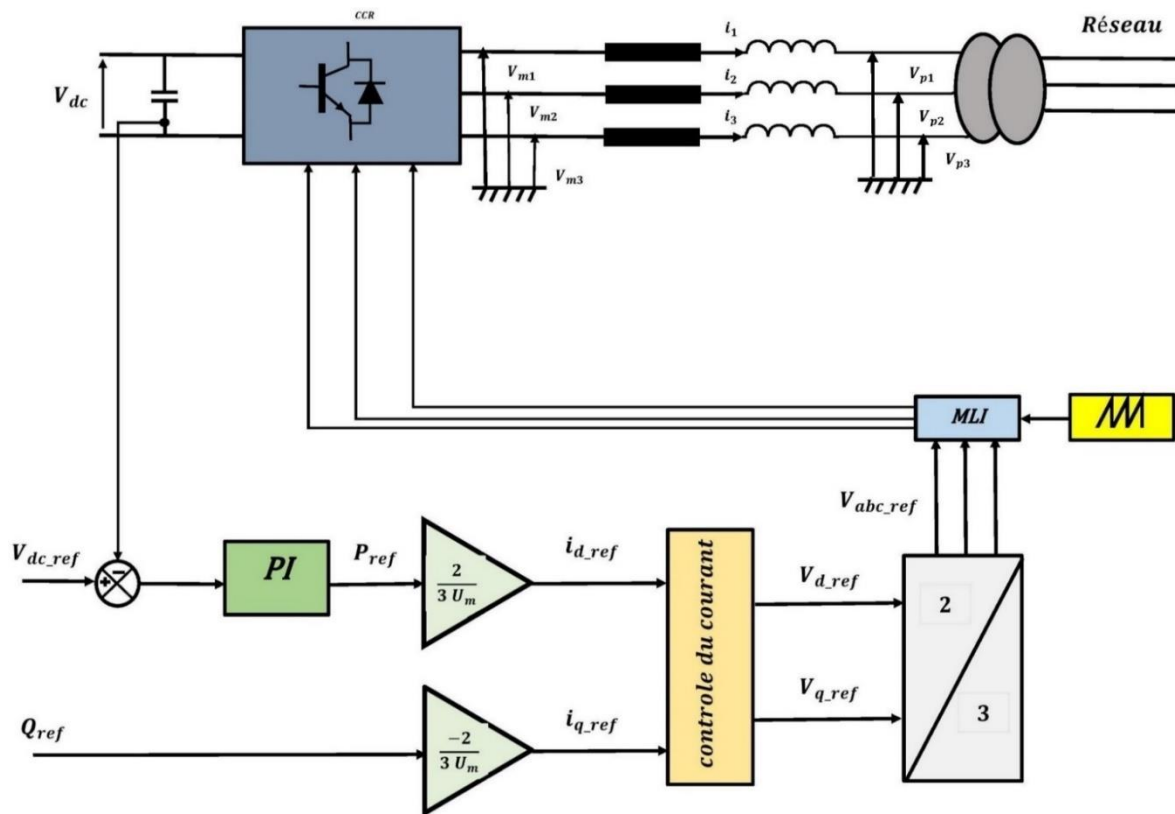 CCR
Réseau
V_dc
V_m1
V_m2
V_m3
i_1
i_2
i_3
V_p1
V_p2
V_p3
MLI
V_abc_ref
V_dc_ref
+ -
PI
P_ref
2
3 U_m
i_d_ref
controle du courant
V_d_ref
2
Q_ref
-2
3 U_m
i_q_ref
V_q_ref
3